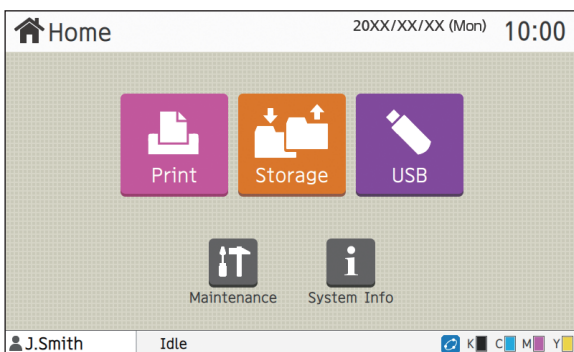 Home 20XX/XX/XX (Mon) 10:00
Print Storage USB
Maintenance System Info
J.Smith Idle K C M Y